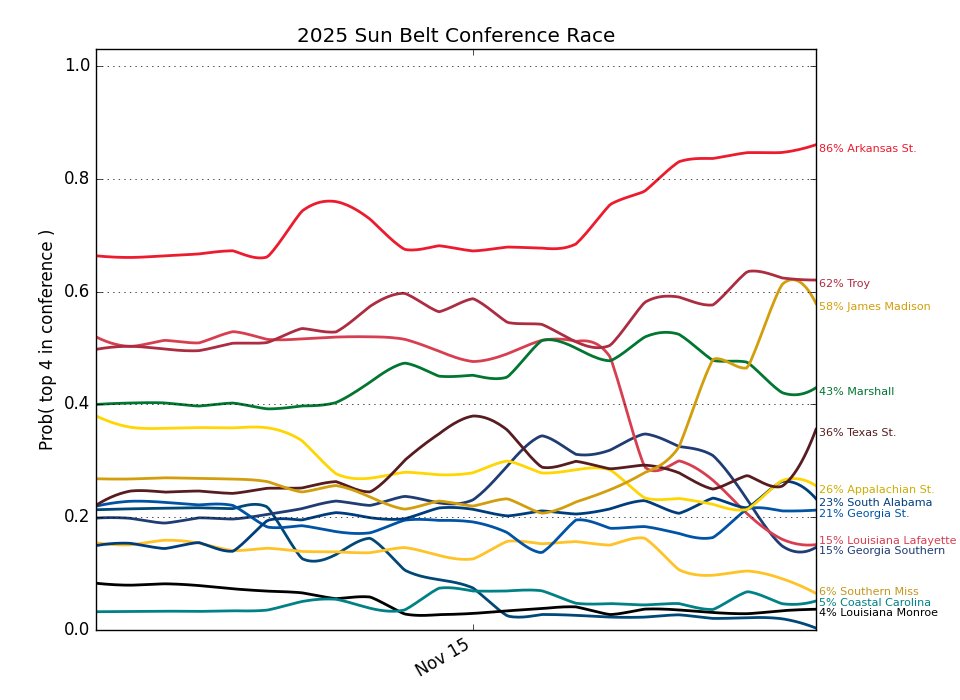 2025 Sun Belt Conference Race
Prob( top 4 in conference )
1.0
0.8
0.6
0.4
0.2
0.0
Nov 15
86% Arkansas St.
62% Troy
58% James Madison
43% Marshall
36% Texas St.
26% Appalachian St.
23% South Alabama
21% Georgia St.
15% Louisiana Lafayette
15% Georgia Southern
6% Southern Miss
5% Coastal Carolina
4% Louisiana Monroe